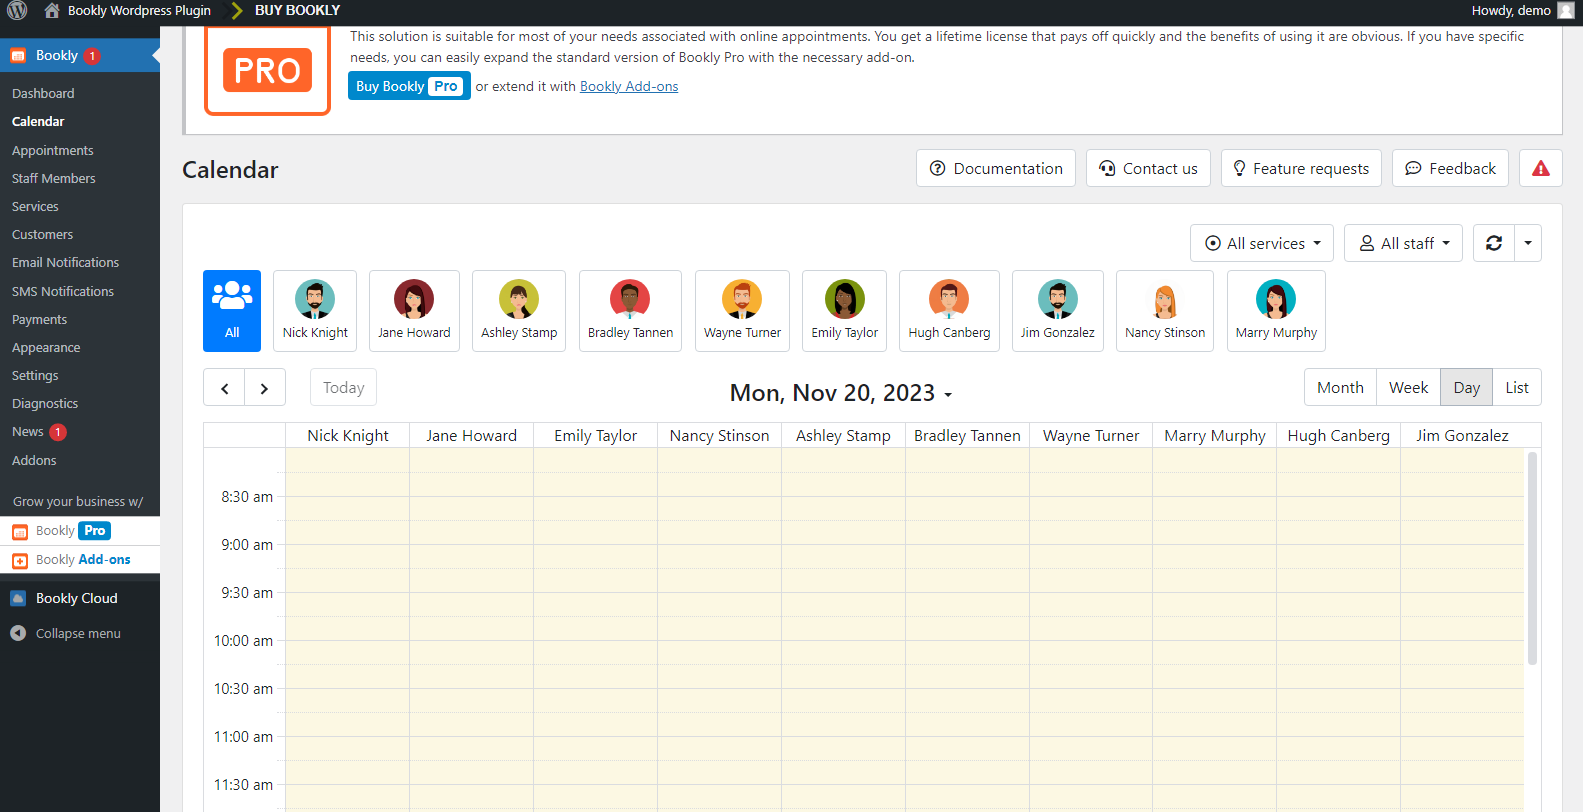 Bookly Wordpress Plugin
BUY BOOKLY
Howdy, demo
Bookly 1
Dashboard
Calendar
Appointments
Staff Members
Services
Customers
Email Notifications
SMS Notifications
Payments
Appearance
Settings
Diagnostics
News 1
Addons
Grow your business w/
Bookly Pro
Bookly Add-ons
Bookly Cloud
Collapse menu
PRO
This solution is suitable for most of your needs associated with online appointments. You get a lifetime license that pays off quickly and the benefits of using it are obvious. If you have specific
needs, you can easily expand the standard version of Bookly Pro with the necessary add-on.
Buy Bookly Pro or extend it with Bookly Add-ons
Calendar
Documentation
Contact us
Feature requests
Feedback
All services
All staff
All
Nick Knight
Jane Howard
Ashley Stamp
Bradley Tannen
Wayne Turner
Emily Taylor
Hugh Canberg
Jim Gonzalez
Nancy Stinson
Marry Murphy
Today
Mon, Nov 20, 2023
Month
Week
Day
List
Nick Knight
Jane Howard
Emily Taylor
Nancy Stinson
Ashley Stamp
Bradley Tannen
Wayne Turner
Marry Murphy
Hugh Canberg
Jim Gonzalez
8:30 am
9:00 am
9:30 am
10:00 am
10:30 am
11:00 am
11:30 am